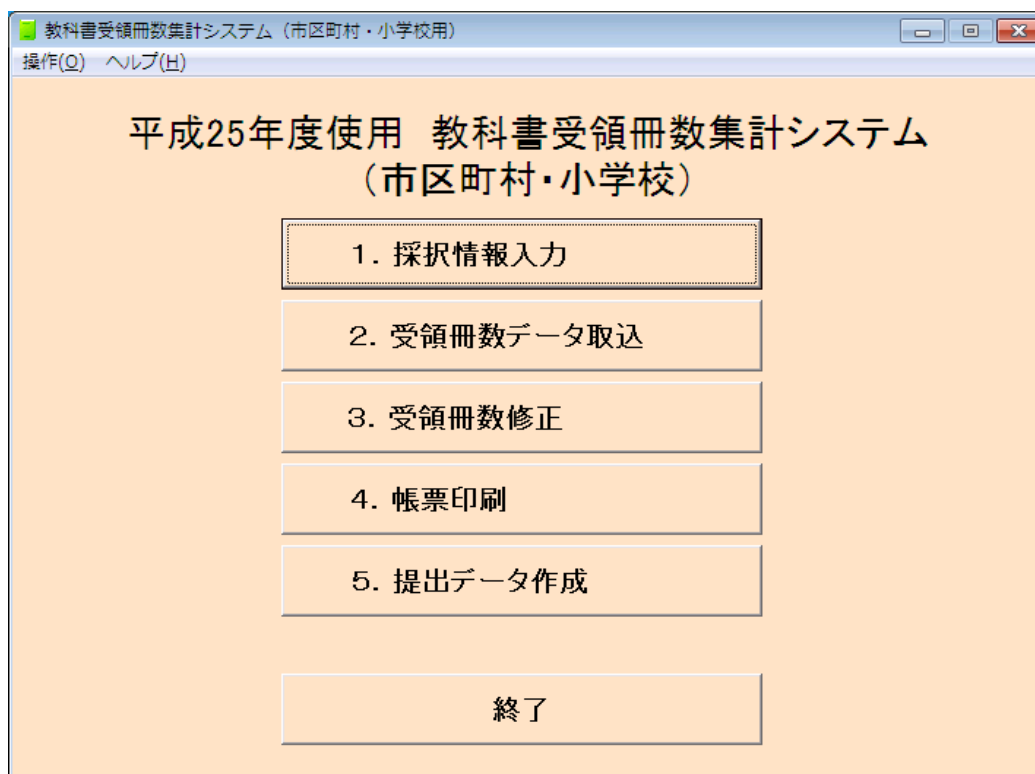 教科書受領冊数集計システム（市区町村・小学校用）
操作(O) ヘルプ(H)
平成25年度使用 教科書受領冊数集計システム
（市区町村・小学校）
1. 採択情報入力
2. 受領冊数データ取込
3. 受領冊数修正
4. 帳票印刷
5. 提出データ作成
終了